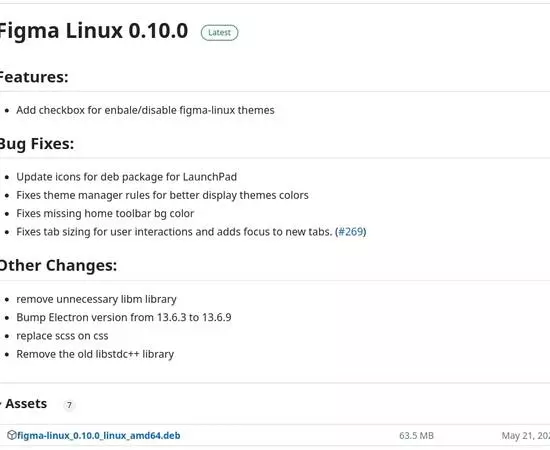 Figma Linux 0.10.0 Latest
Features:
Add checkbox for enbale/disable figma-linux themes
Bug Fixes:
Update icons for deb package for LaunchPad
Fixes theme manager rules for better display themes colors
Fixes missing home toolbar bg color
Fixes tab sizing for user interactions and adds focus to new tabs. (#269)
Other Changes:
remove unnecessary libm library
Bump Electron version from 13.6.3 to 13.6.9
replace scss on css
Remove the old libstdc++ library
Assets 7
figma-linux_0.10.0_linux_amd64.deb 63.5 MB May 21,